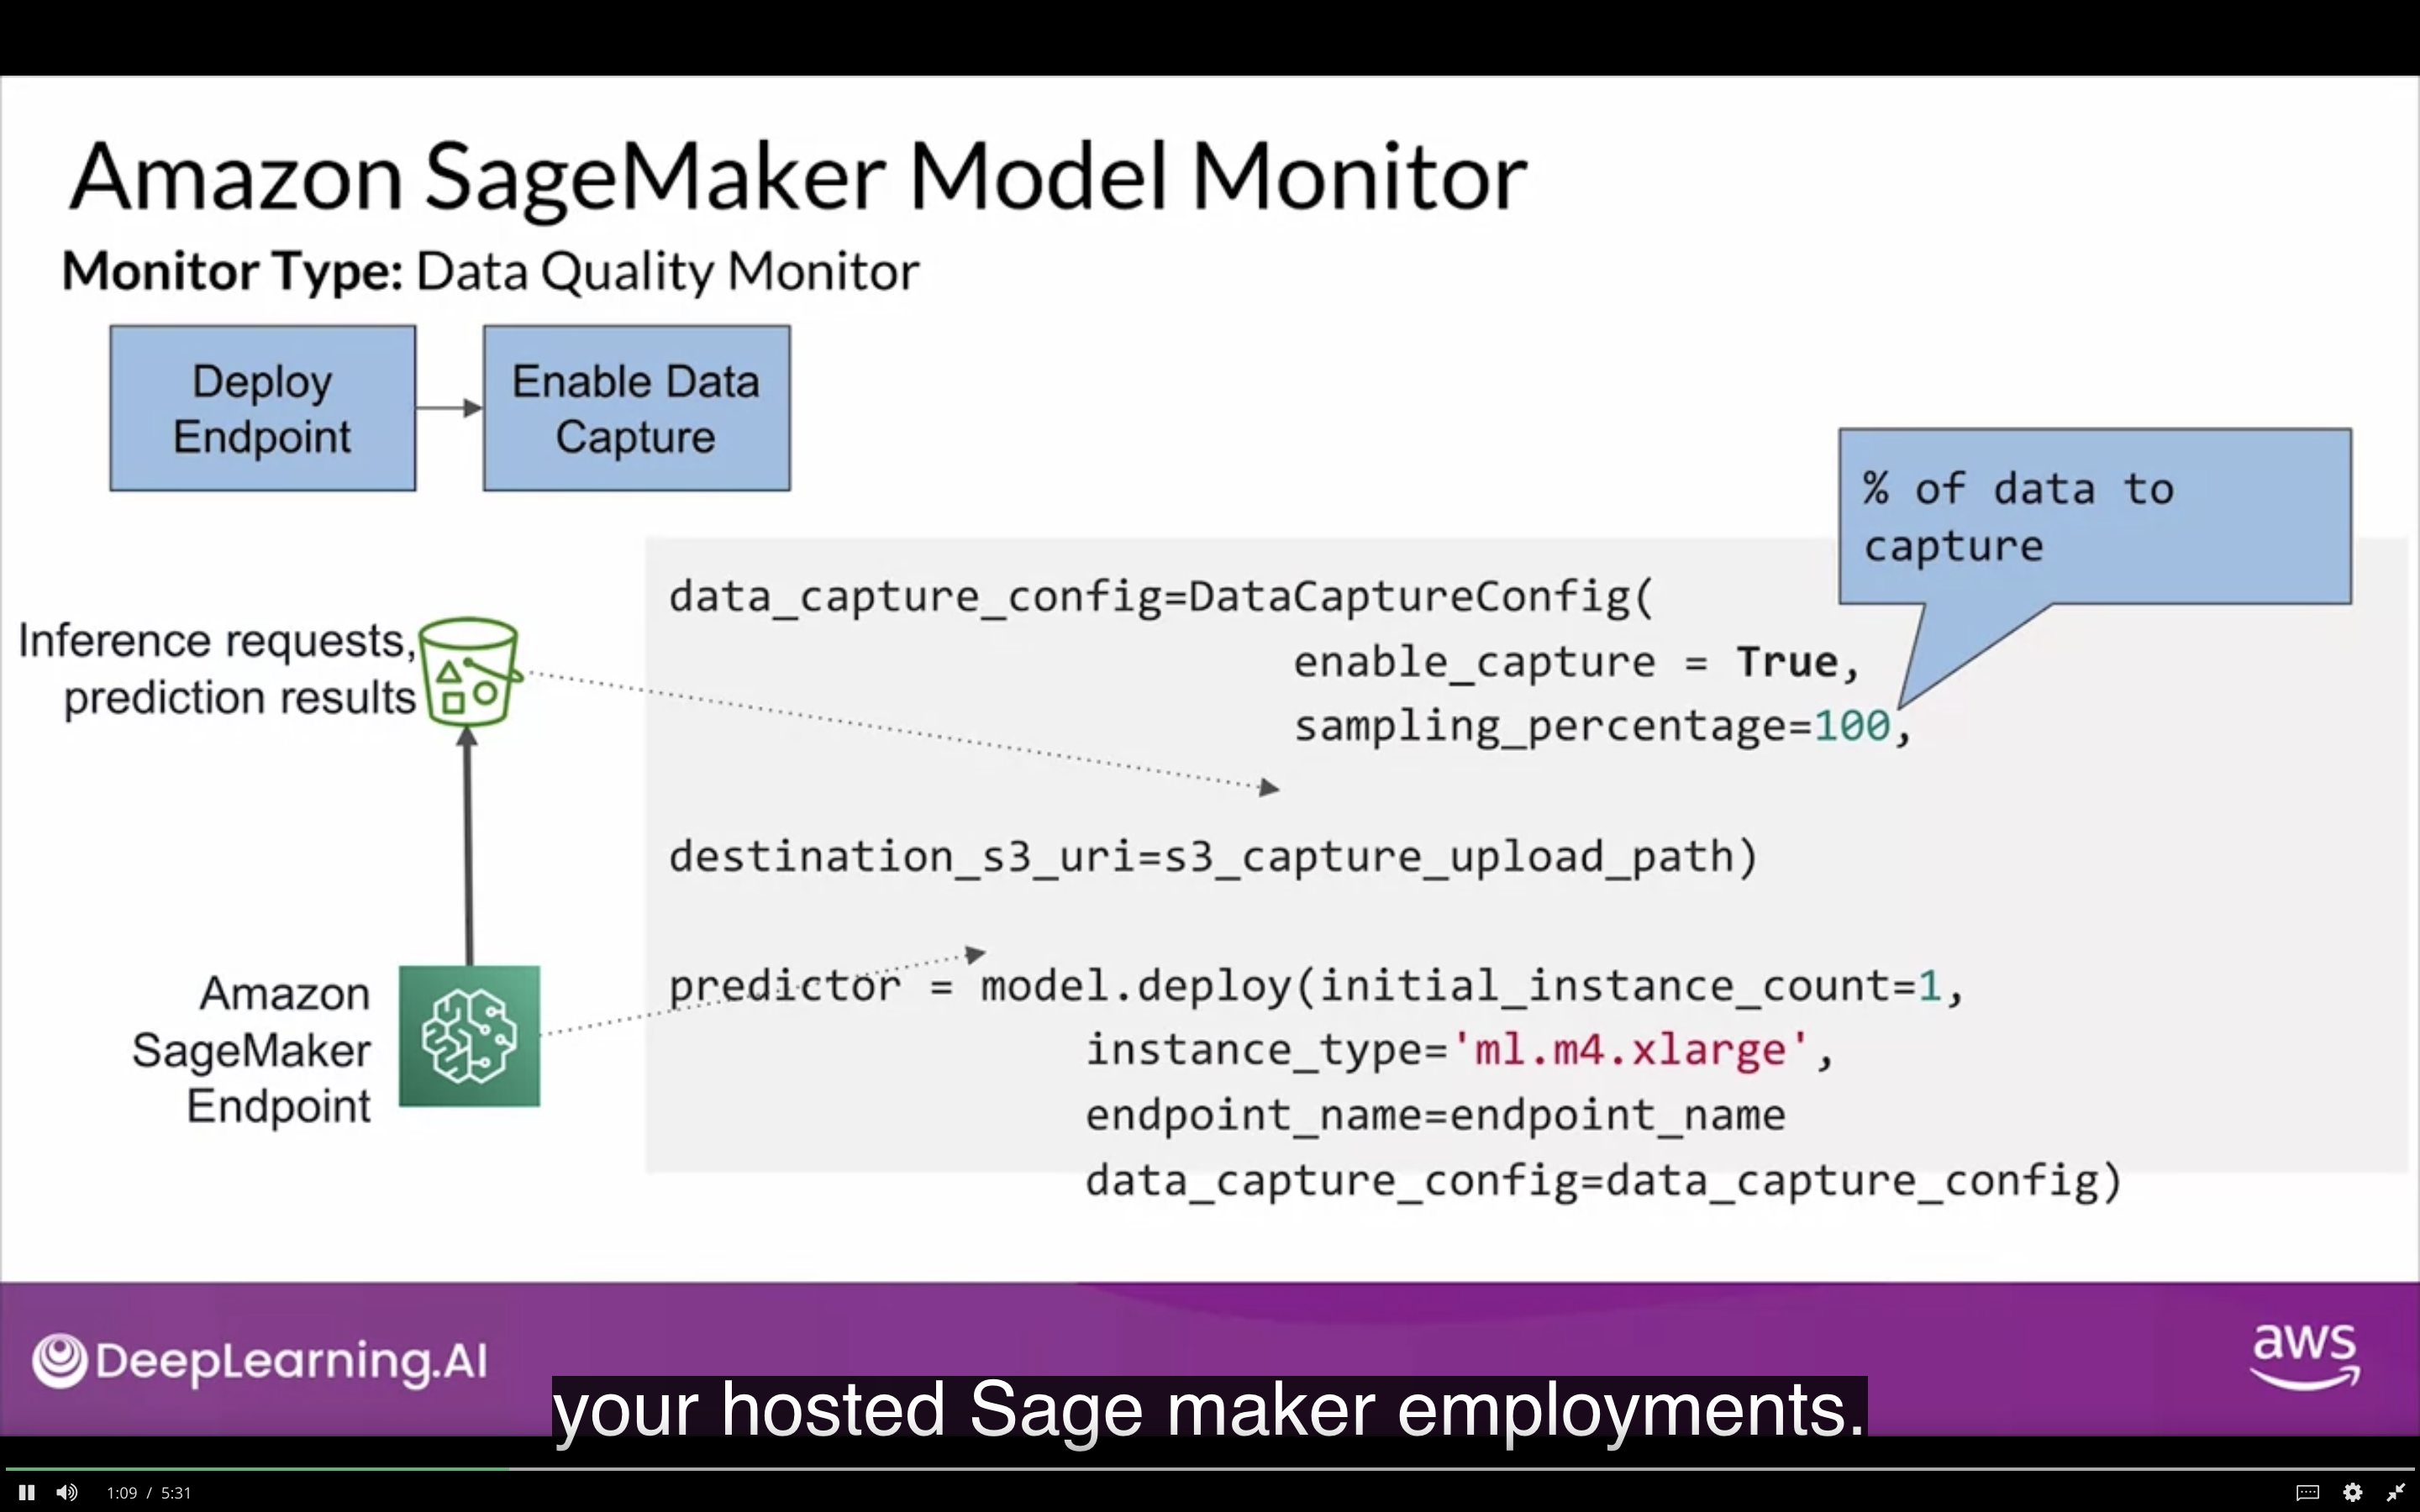 Amazon SageMaker Model Monitor
Monitor Type: Data Quality Monitor
Deploy
Endpoint
Enable Data
Capture
% of data to
capture
Inference requests,
prediction results
data_capture_config=DataCaptureConfig(
enable_capture = True,
sampling_percentage=100,
destination_s3_uri=s3_capture_upload_path)
Amazon
SageMaker
Endpoint
predictor = model.deploy(initial_instance_count=1,
instance_type='ml.m4.xlarge',
endpoint_name=endpoint_name
data_capture_config=data_capture_config)
DeepLearning.AI
aws
your hosted Sage maker employments.
1:09 / 5:31